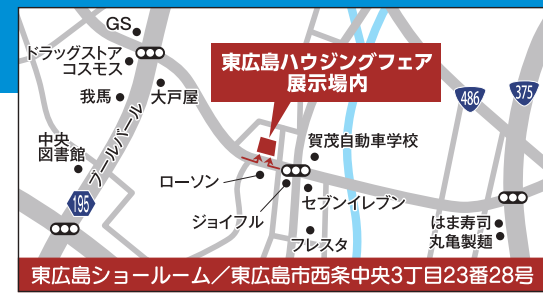 GS
ドラッグストア
コスモス
我馬
大戸屋
東広島ハウジングフェア
展示場内
486
375
中央
図書館
ブールバール
195
賀茂自動車学校
ローソン
ジョイフル
セブンイレブン
フレスタ
はま寿司
丸亀製麺
東広島ショールーム/東広島市西条中央3丁目23番28号